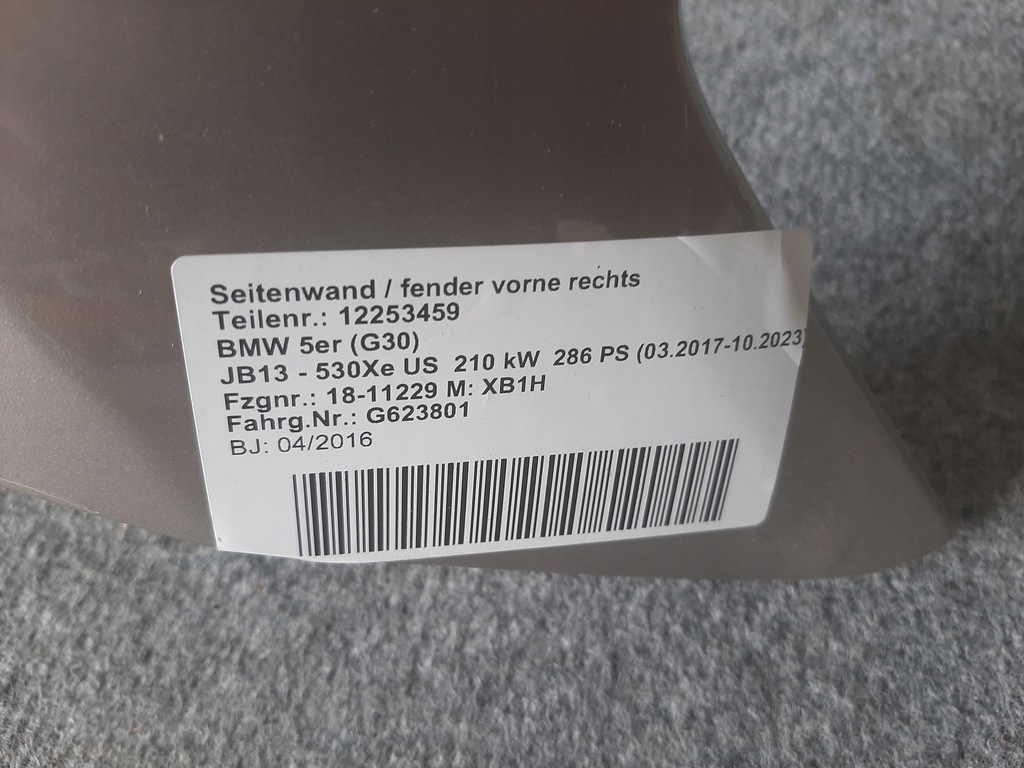 Seitenwand / fender vorne rechts
Teilenr.: 12253459
BMW 5er (G30)
JB13 - 530Xe US 210 kW 286 PS (03.2017-10.2023)
Fzgnr.: 18-11229 M: XB1H
Fahrg.Nr.: G623801
BJ: 04/2016